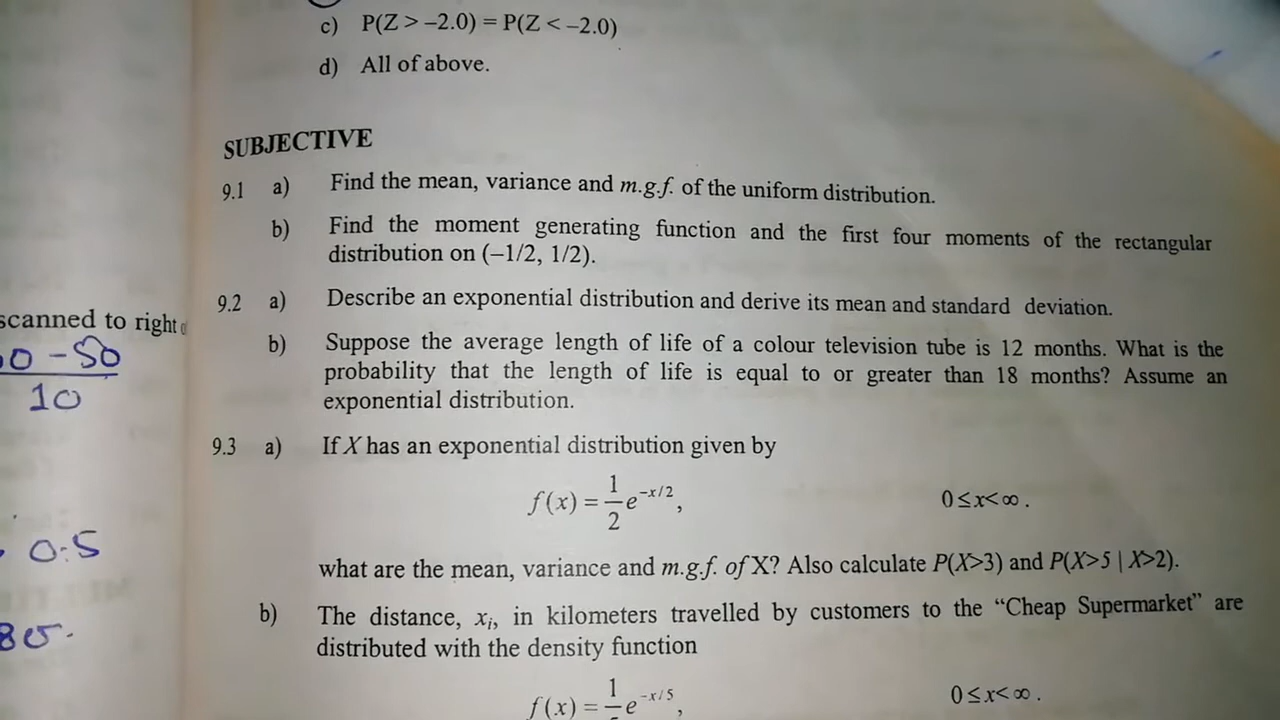 c) P(Z > –2.0) = P(Z < –2.0)
d) All of above.
SUBJECTIVE
9.1 a) Find the mean, variance and m.g.f. of the uniform distribution.
b) Find the moment generating function and the first four moments of the rectangular
distribution on (–1/2, 1/2).
9.2 a) Describe an exponential distribution and derive its mean and standard deviation.
b) Suppose the average length of life of a colour television tube is 12 months. What is the
probability that the length of life is equal to or greater than 18 months? Assume an
exponential distribution.
9.3 a) If X has an exponential distribution given by
f(x) = 1/2 e^{-x/2}, 0 ≤ x < ∞.
what are the mean, variance and m.g.f. of X? Also calculate P(X>3) and P(X>5 | X>2).
b) The distance, x_i, in kilometers travelled by customers to the “Cheap Supermarket” are
distributed with the density function
f(x) = 1/ e^{-x/5}, 0 ≤ x < ∞.
scanned to right
0 – 50
10
0.5